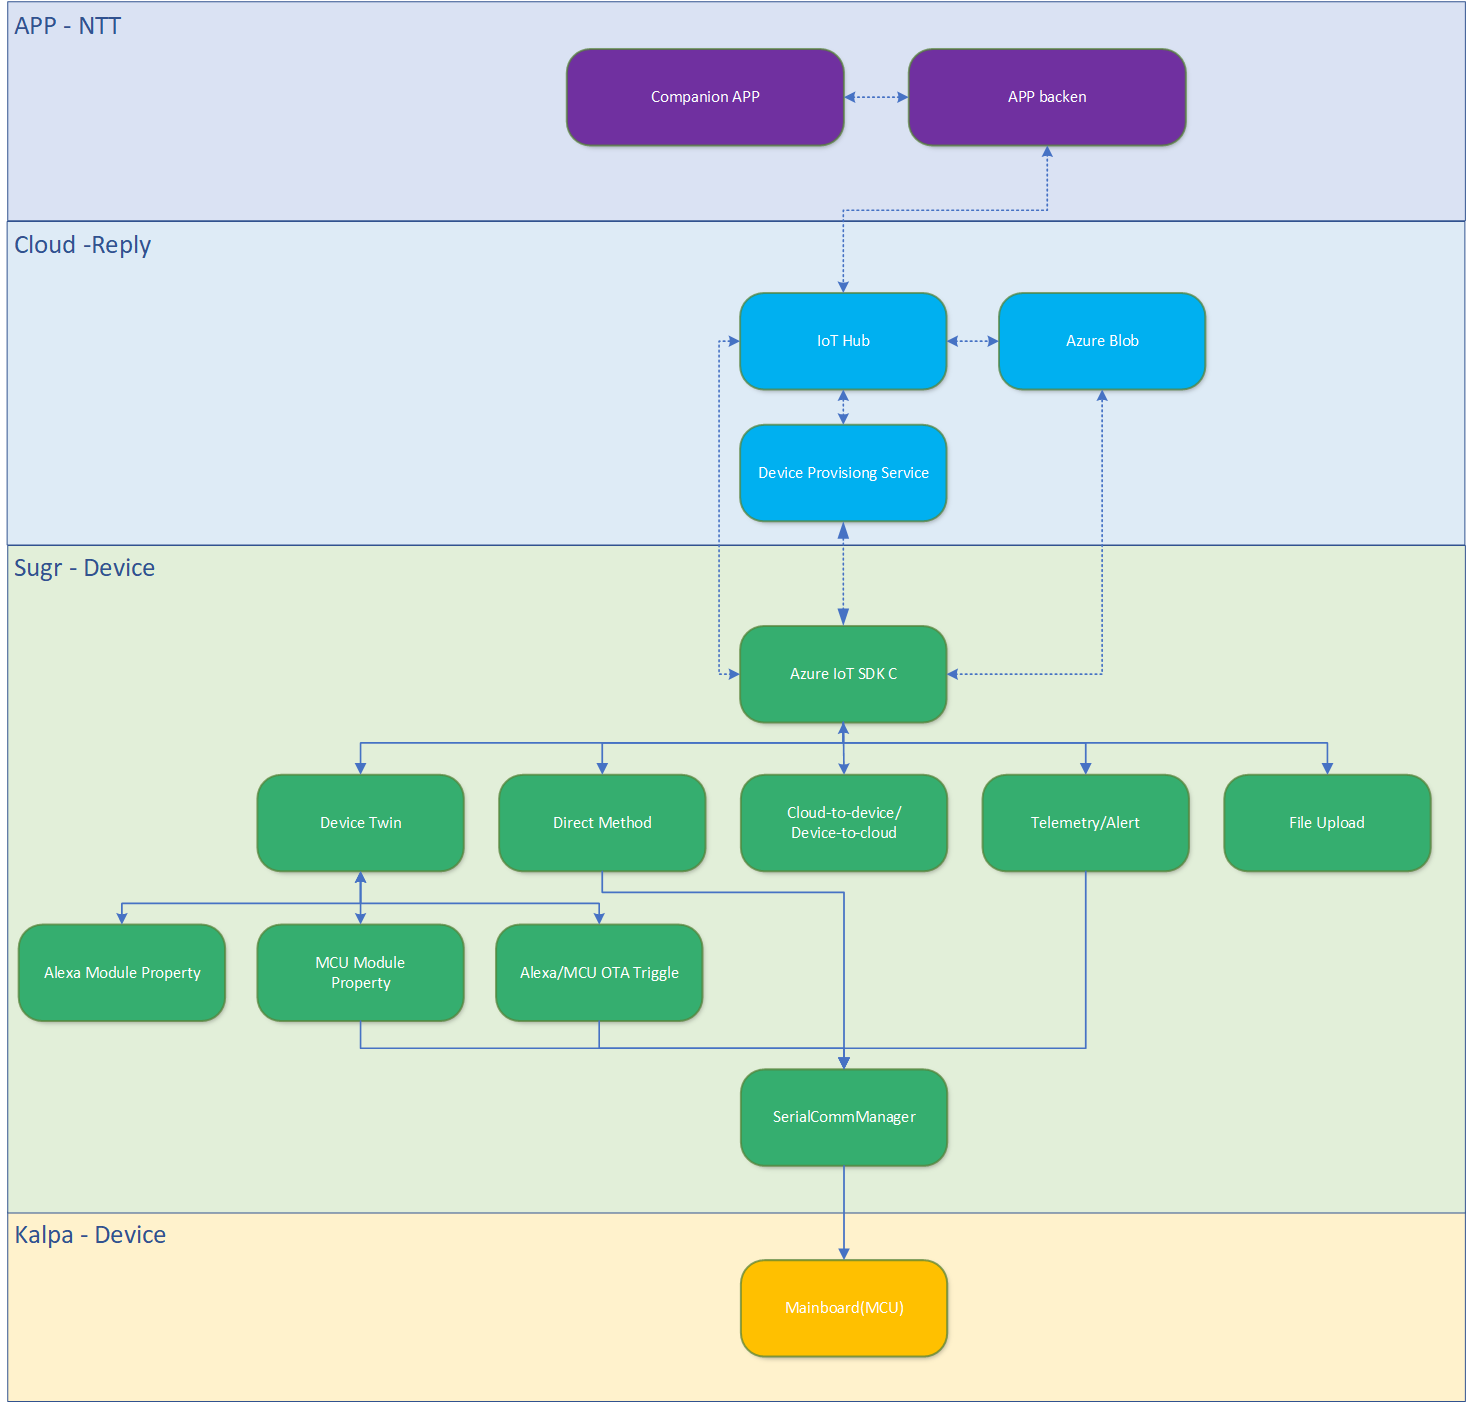 APP - NTT
Companion APP
APP backen
Cloud -Reply
IoT Hub
Azure Blob
Device Provisiong Service
Sugr - Device
Azure IoT SDK C
Device Twin
Direct Method
Cloud-to-device/
Device-to-cloud
Telemetry/Alert
File Upload
Alexa Module Property
MCU Module
Property
Alexa/MCU OTA Triggle
SerialCommManager
Kalpa - Device
Mainboard(MCU)